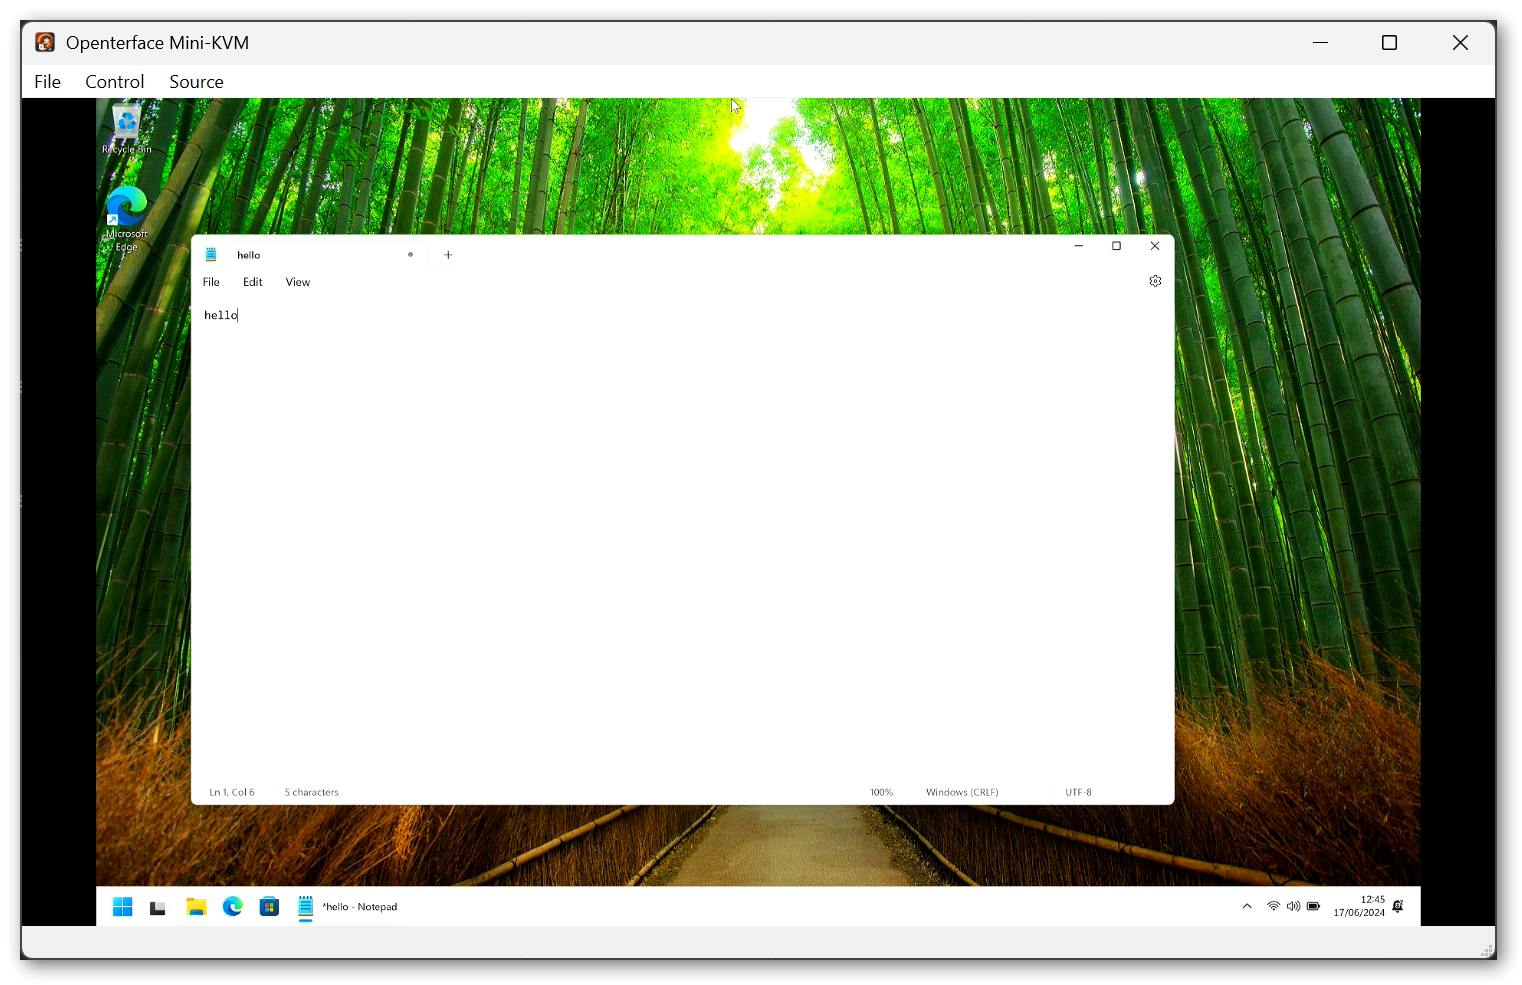 Openterface Mini-KVM
File Control Source
Recycle Bin
Microsoft
Edge
hello
File Edit View
hello
Ln 1, Col 6 5 characters 100% Windows (CRLF) UTF-8
*hello - Notepad
12:45
17/06/2024